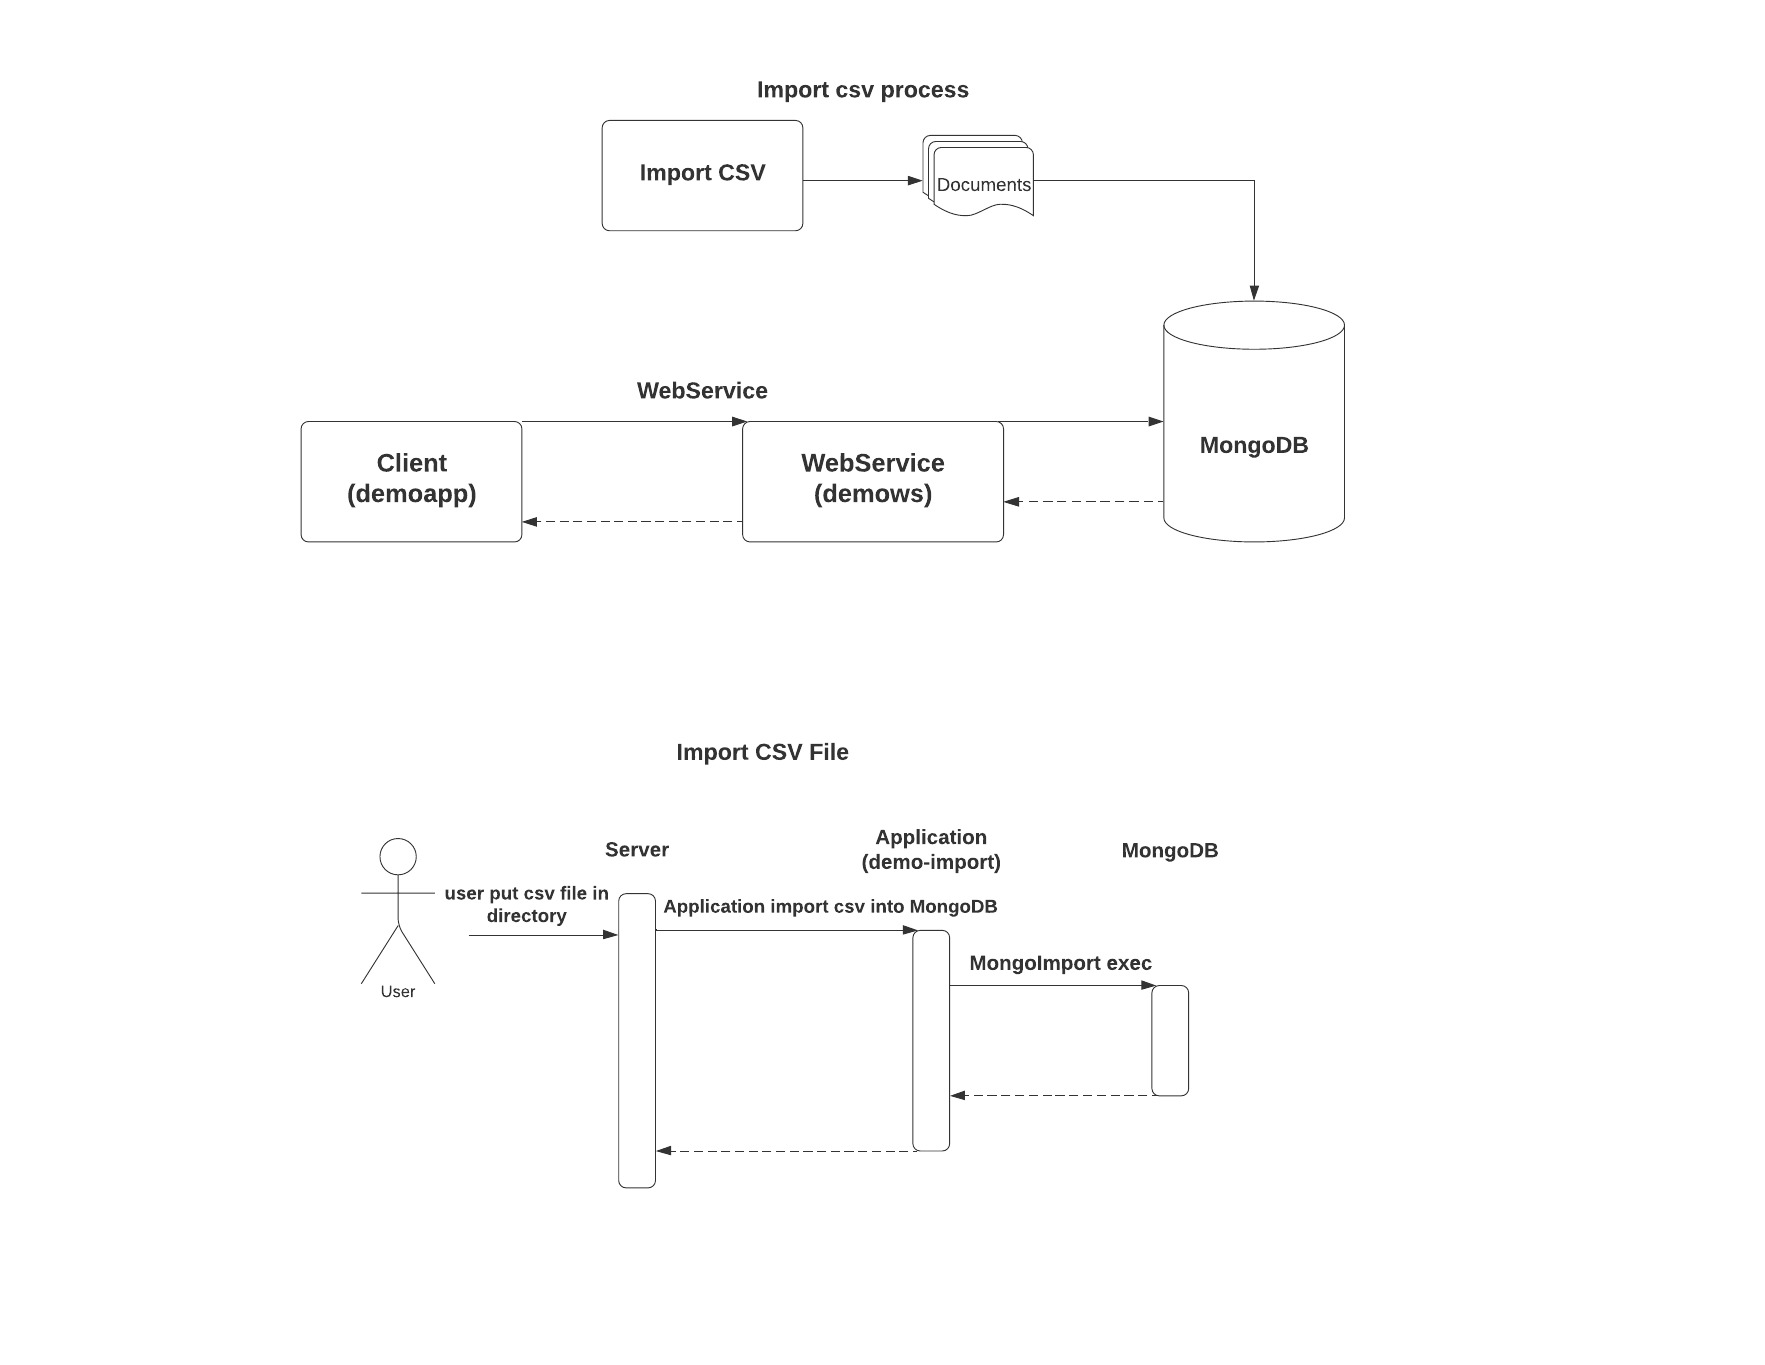 Import csv process
Import CSV
Documents
WebService
Client
(demoapp)
WebService
(demows)
MongoDB
Import CSV File
Server
Application
(demo-import)
MongoDB
user put csv file in
directory
Application import csv into MongoDB
MongoImport exec
User